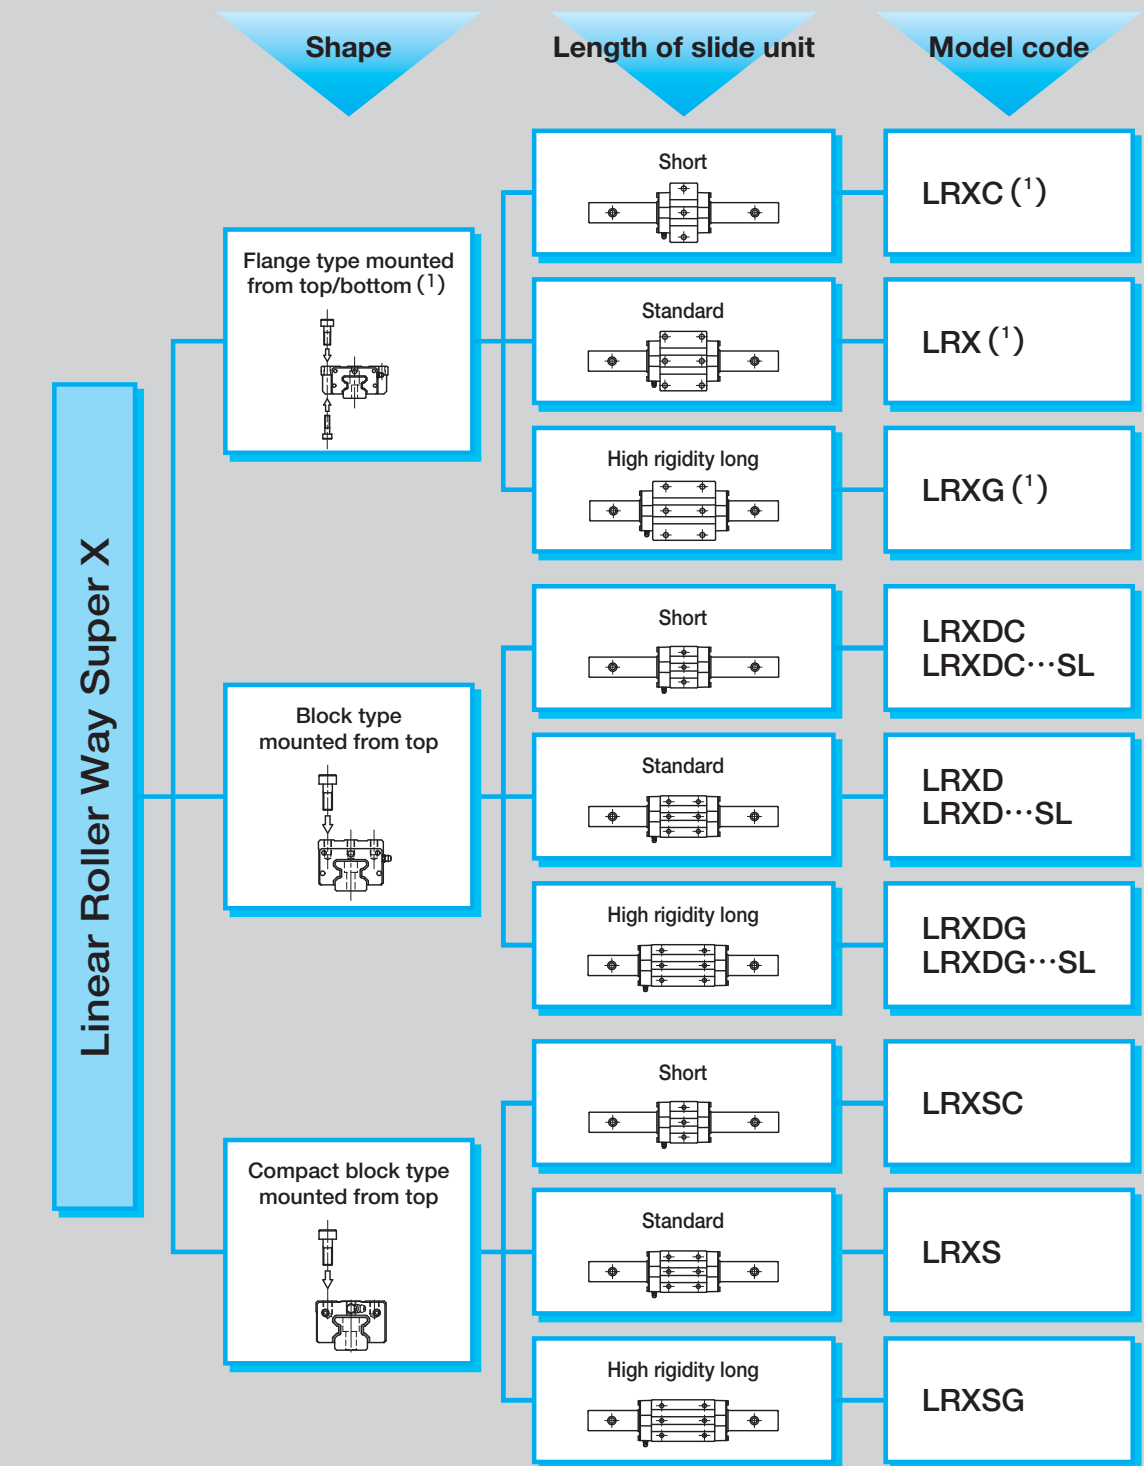 Shape
Length of slide unit
Model code
Linear Roller Way Super X
Flange type mounted
from top/bottom (1)
Short
LRXC (1)
Standard
LRX (1)
High rigidity long
LRXG (1)
Block type
mounted from top
Short
LRXDC
LRXDC···SL
Standard
LRXD
LRXD···SL
High rigidity long
LRXDG
LRXDG···SL
Compact block type
mounted from top
Short
LRXSC
Standard
LRXS
High rigidity long
LRXSG